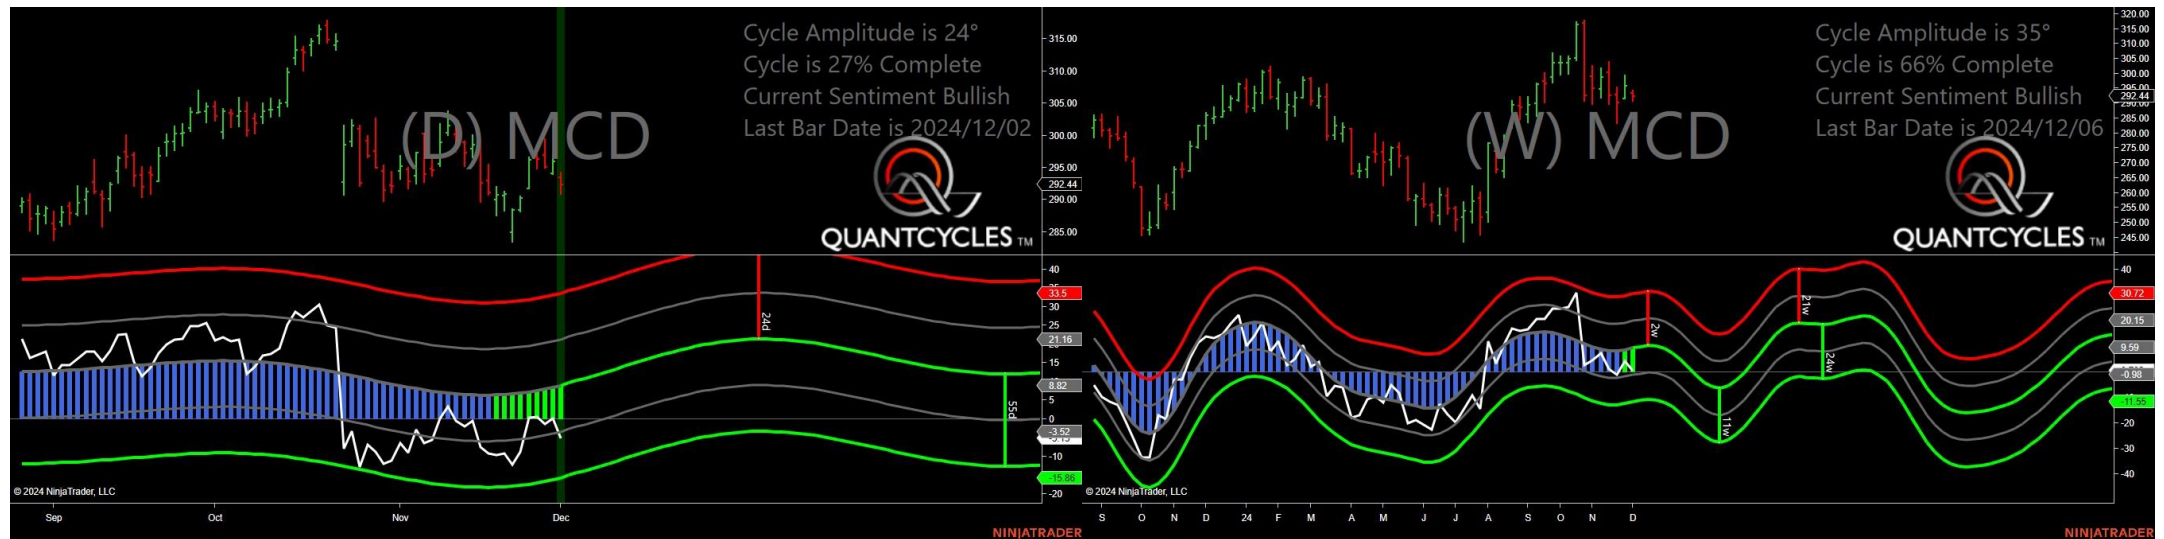 Cycle Amplitude is 24°
Cycle is 27% Complete
Current Sentiment Bullish
Last Bar Date is 2024/12/02
(D) MCD
QUANTCYCLES TM
315.00
310.00
305.00
300.00
295.00
292.44
290.00
285.00
40
33.5
30
25
21.16
15
8.82
5
0
-3.52
-10
-15.86
-20
24d
55d
© 2024 NinjaTrader, LLC
Sep Oct Nov Dec
NINJATRADER
Cycle Amplitude is 35°
Cycle is 66% Complete
Current Sentiment Bullish
Last Bar Date is 2024/12/06
(W) MCD
QUANTCYCLES TM
320.00
315.00
310.00
305.00
300.00
295.00
292.44
290.00
285.00
280.00
275.00
270.00
265.00
260.00
255.00
250.00
245.00
40
30.72
20.15
9.59
-0.98
-11.55
-20
-30
-40
2w
11w
21w
24w
© 2024 NinjaTrader, LLC
S O N D 24 F M A M J J A S O N D
NINJATRADER